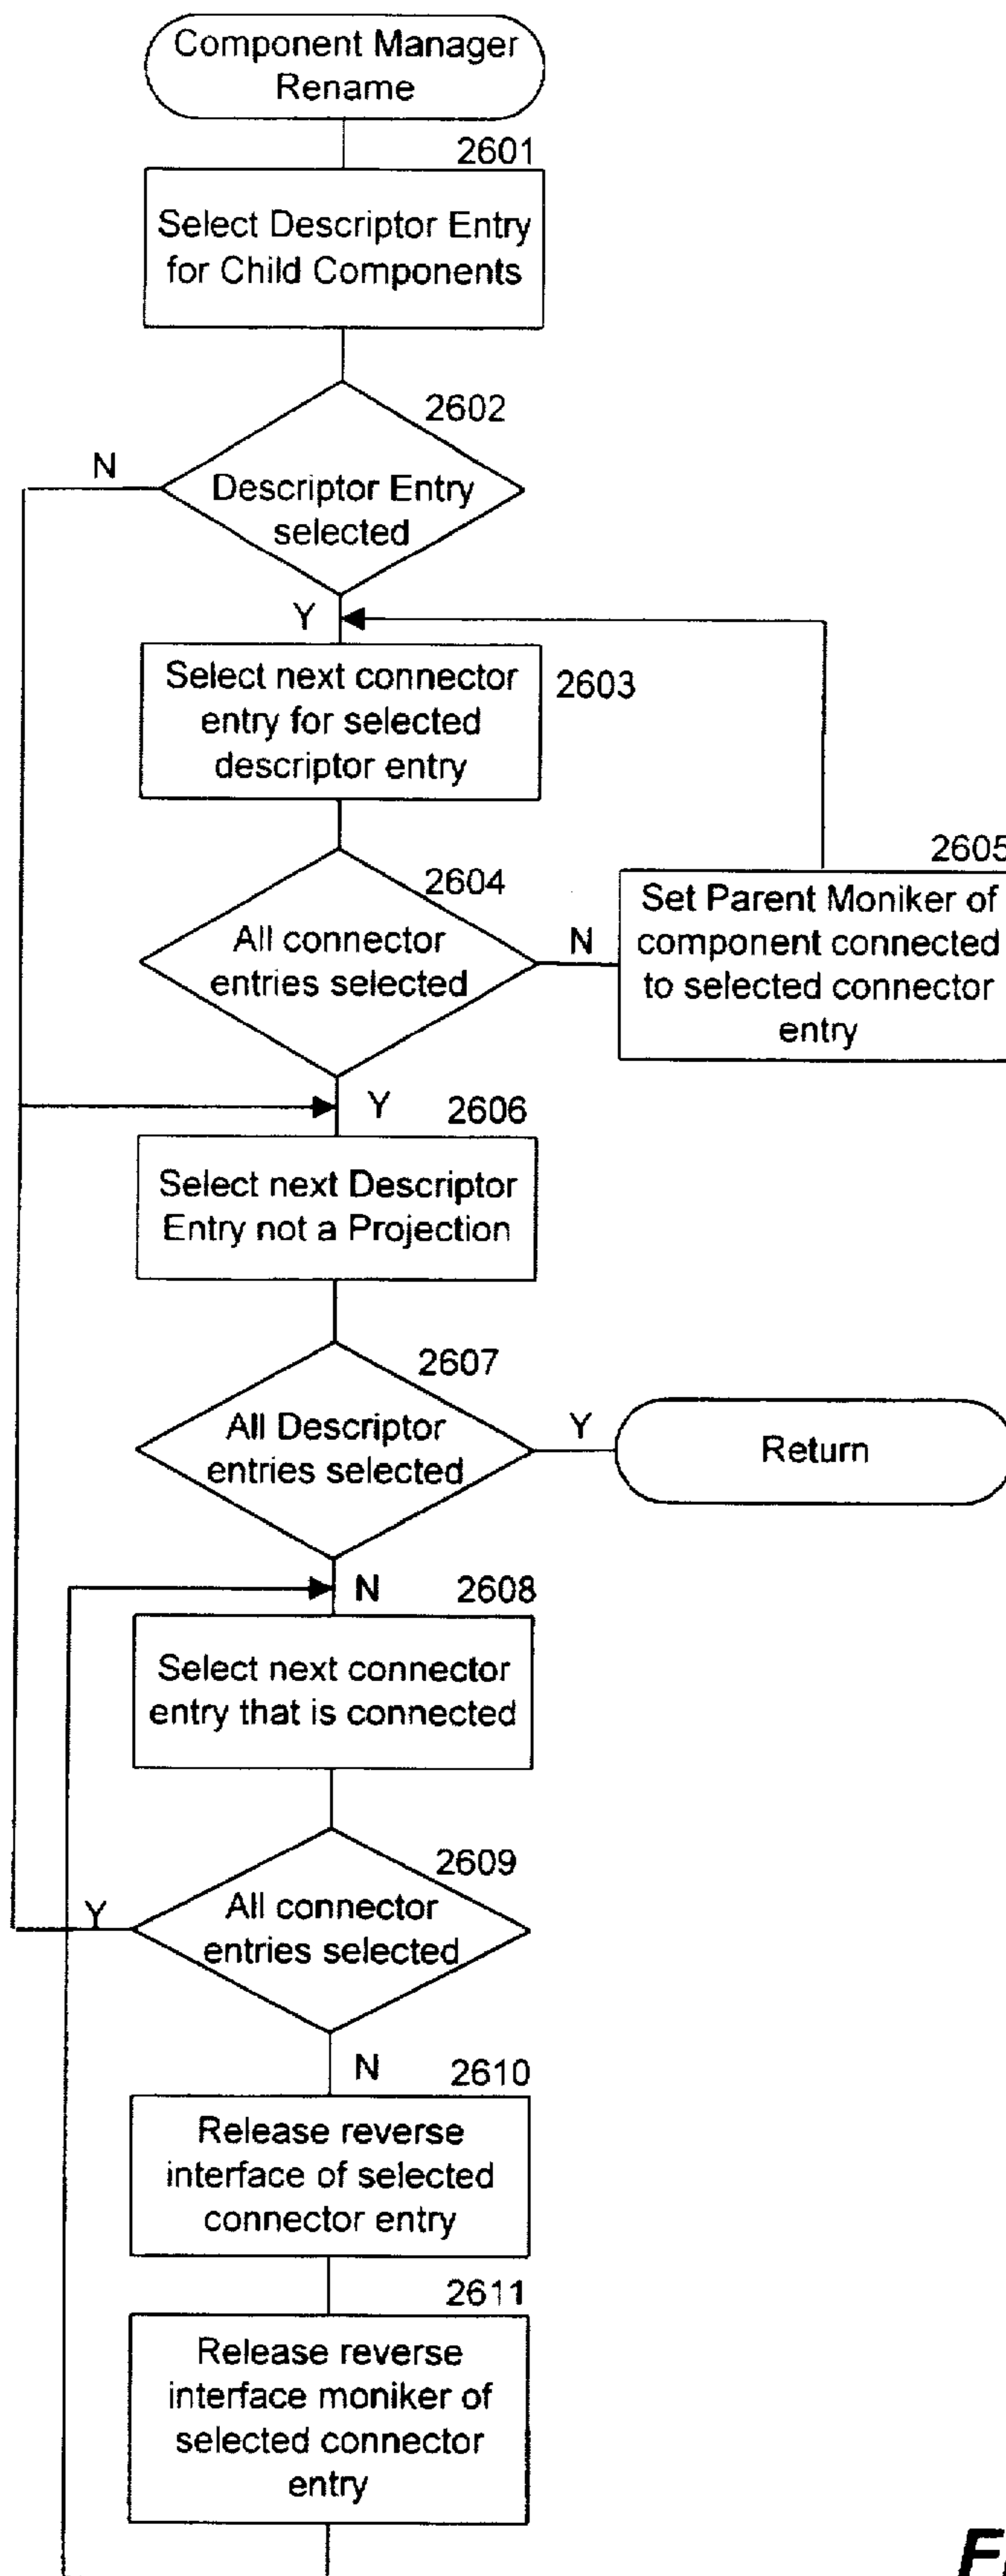 Component Manager
Rename
2601
Select Descriptor Entry
for Child Components
2602
N
Descriptor Entry
selected
Y
Select next connector
entry for selected
descriptor entry
2603
2604
All connector
entries selected
N
2605
Set Parent Moniker of
component connected
to selected connector
entry
Y
2606
Select next Descriptor
Entry not a Projection
2607
All Descriptor
entries selected
Y
Return
N
2608
Select next connector
entry that is connected
2609
Y
All connector
entries selected
N
2610
Release reverse
interface of selected
connector entry
2611
Release reverse
interface moniker of
selected connector
entry